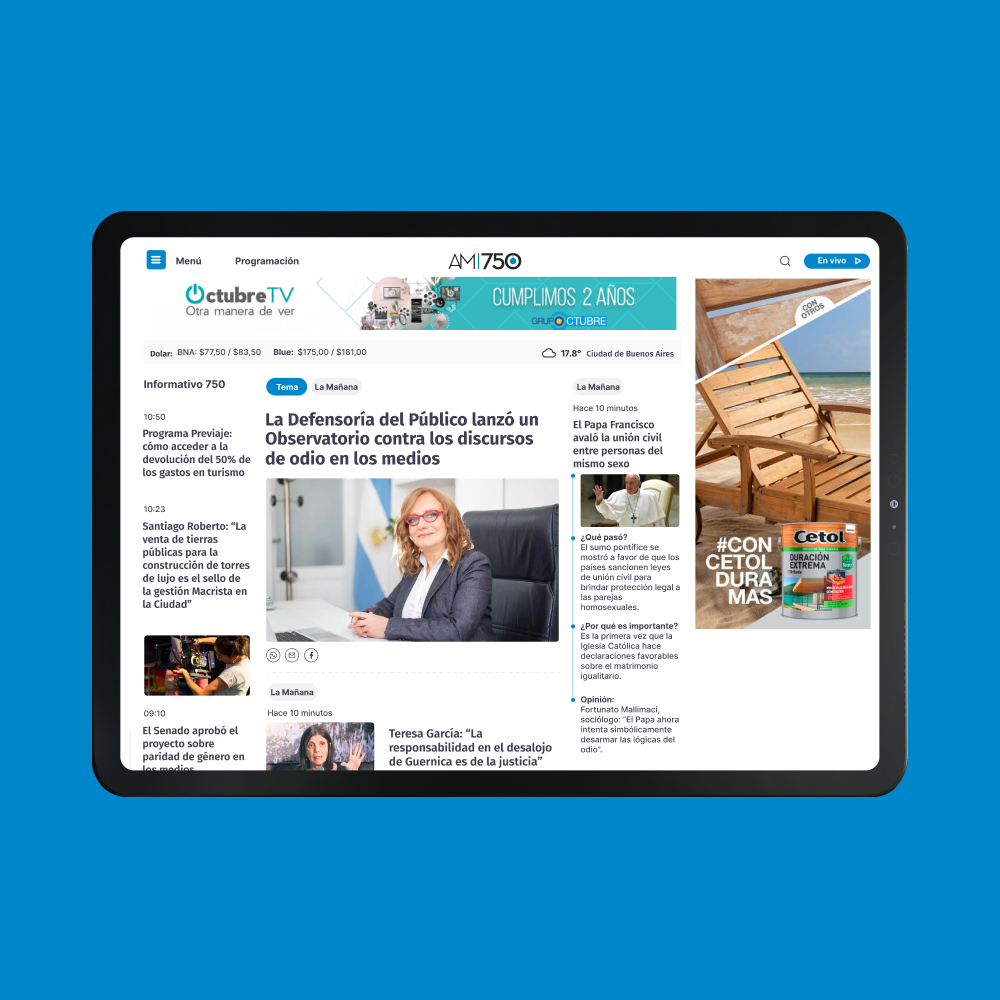 Menú
Programación
AM|750
En vivo
OctubreTV
Otra manera de ver
CUMPLIMOS 2 AÑOS
GRUPO OCTUBRE
Dolar: BNA: $77,50 / $83,50 Blue: $175,00 / $181,00
17.8° Ciudad de Buenos Aires
Informativo 750
10:50
Programa Previaje:
cómo acceder a la
devolución del 50% de
los gastos en turismo
10:23
Santiago Roberto: “La
venta de tierras
públicas para la
construcción de torres
de lujo es el sello de
la gestión Macrista en
la Ciudad”
09:10
El Senado aprobó el
proyecto sobre
paridad de género en
los medios
Tema
La Mañana
La Defensoría del Público lanzó un
Observatorio contra los discursos
de odio en los medios
La Mañana
Hace 10 minutos
Teresa García: “La
responsabilidad en el desalojo
de Guernica es de la justicia”
La Mañana
Hace 10 minutos
El Papa Francisco
avaló la unión civil
entre personas del
mismo sexo
¿Qué pasó?
El sumo pontífice se
mostró a favor de que los
países sancionen leyes
de unión civil para
brindar protección legal a
las parejas
homosexuales.
¿Por qué es importante?
Es la primera vez que la
Iglesia Católica hace
declaraciones favorables
sobre el matrimonio
igualitario.
Opinión:
Fortunato Mallimaci,
sociólogo: “El Papa ahora
intenta simbólicamente
desarmar las lógicas del
odio”.
CON
OTROS
#CON
CETOL
DURA
MAS
Cetol
DURACIÓN
EXTREMA